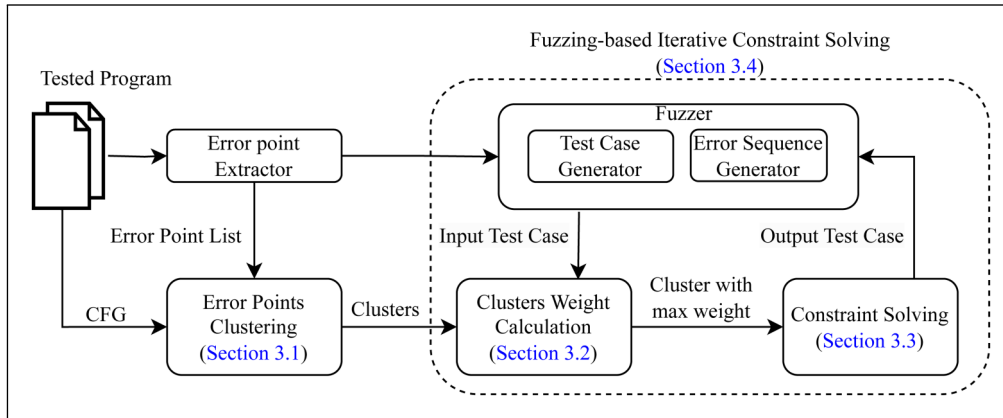 Fuzzing-based Iterative Constraint Solving
(Section 3.4)
Tested Program
Fuzzer
Error point
Extractor
Test Case
Generator
Error Sequence
Generator
Error Point List
Input Test Case
Output Test Case
CFG
Error Points
Clustering
(Section 3.1)
Clusters
Clusters Weight
Calculation
(Section 3.2)
Cluster with
max weight
Constraint Solving
(Section 3.3)